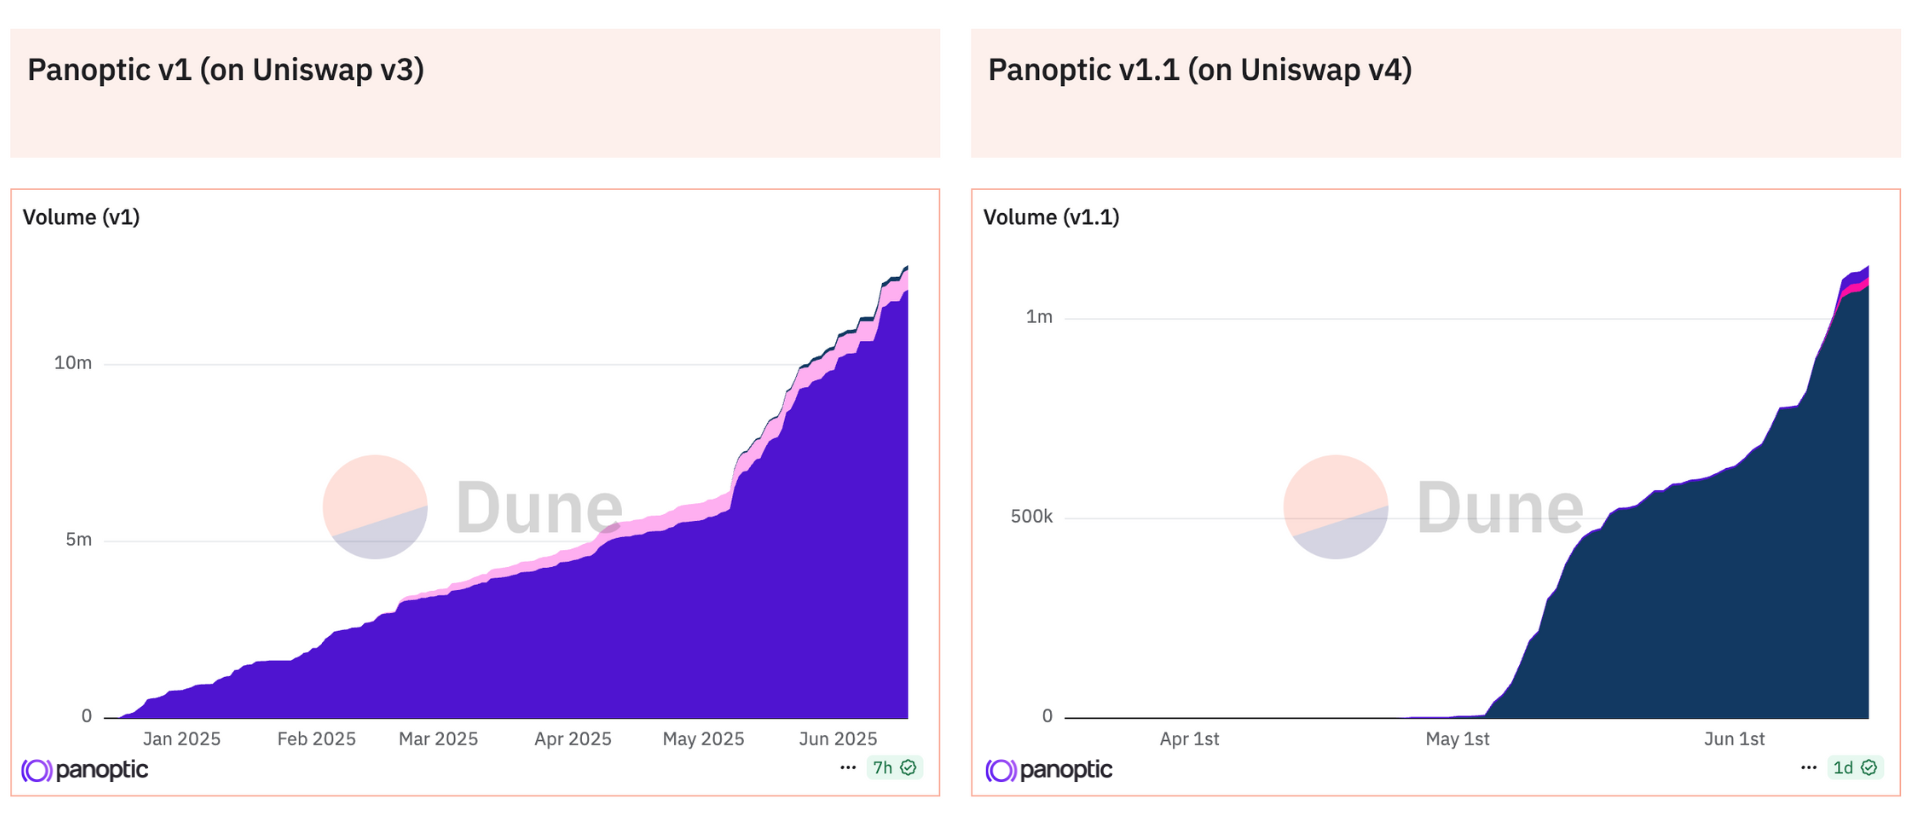 Panoptic v1 (on Uniswap v3)
Panoptic v1.1 (on Uniswap v4)
Volume (v1)
10m
5m
0
Dune
Jan 2025
Feb 2025
Mar 2025
Apr 2025
May 2025
Jun 2025
panoptic
7h
Volume (v1.1)
1m
500k
0
Dune
Apr 1st
May 1st
Jun 1st
panoptic
1d